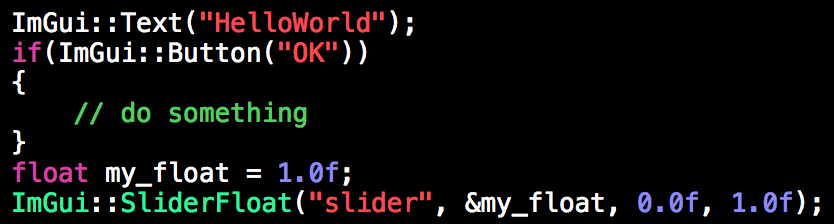 ImGui::Text("HelloWorld");
if(ImGui::Button("OK"))
{
    // do something
}
float my_float = 1.0f;
ImGui::SliderFloat("slider", &my_float, 0.0f, 1.0f);